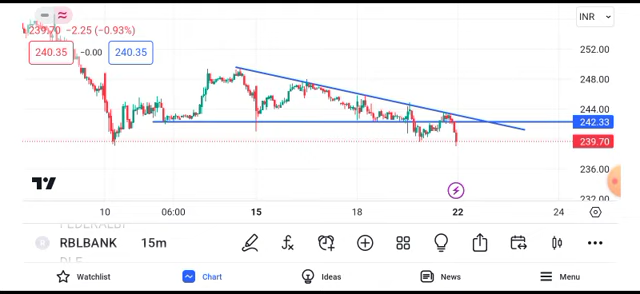 239.70 -2.25 (-0.93%)
INR
240.35 -0.00 240.35
252.00
248.00
244.00
242.33
239.70
236.00
232.00
10 06:00 15 18 22 24
RBLBANK 15m
Watchlist Chart Ideas News Menu